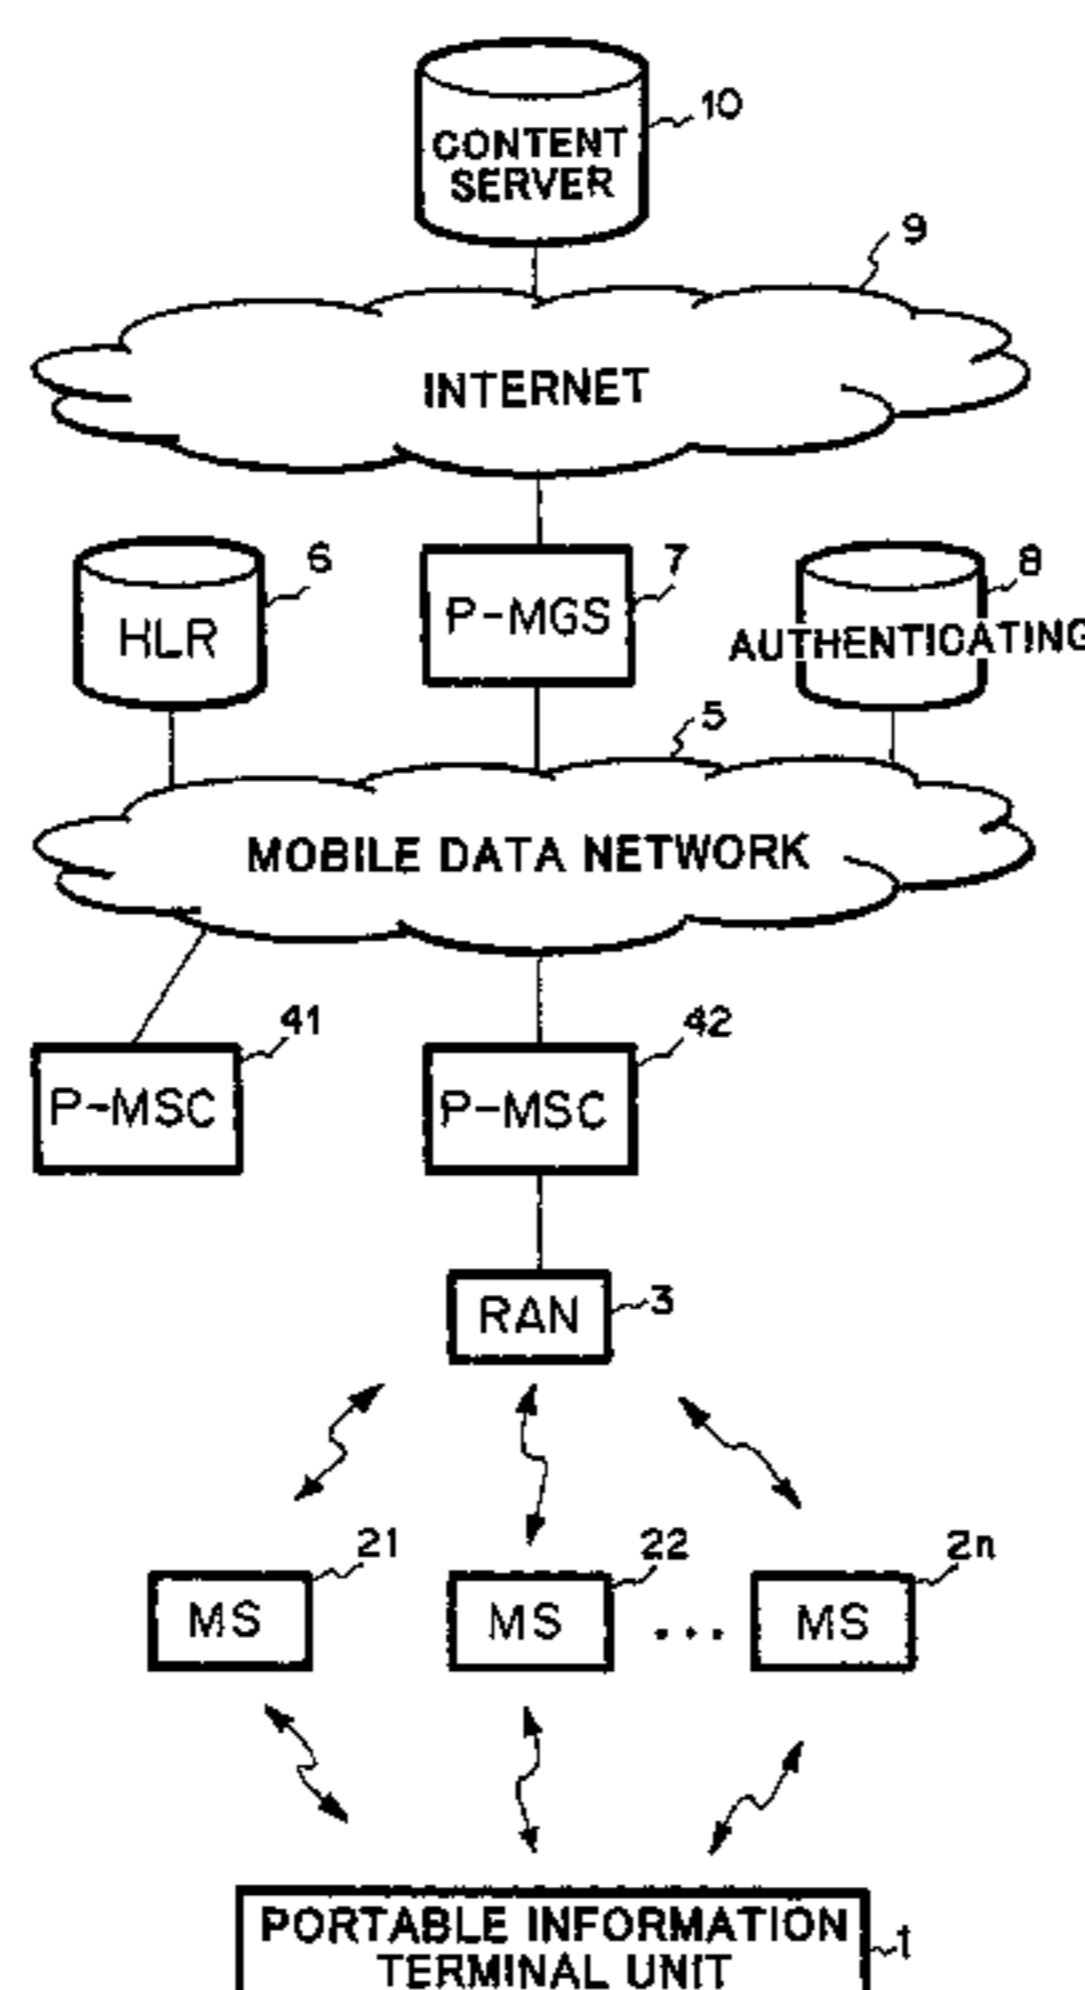 10
CONTENT
SERVER
9
INTERNET
6
7
8
HLR
P-MGS
AUTHENTICATING
5
MOBILE DATA NETWORK
41
42
P-MSC
P-MSC
RAN
3
21
22
2n
MS
MS
...
MS
PORTABLE INFORMATION
TERMINAL UNIT
1